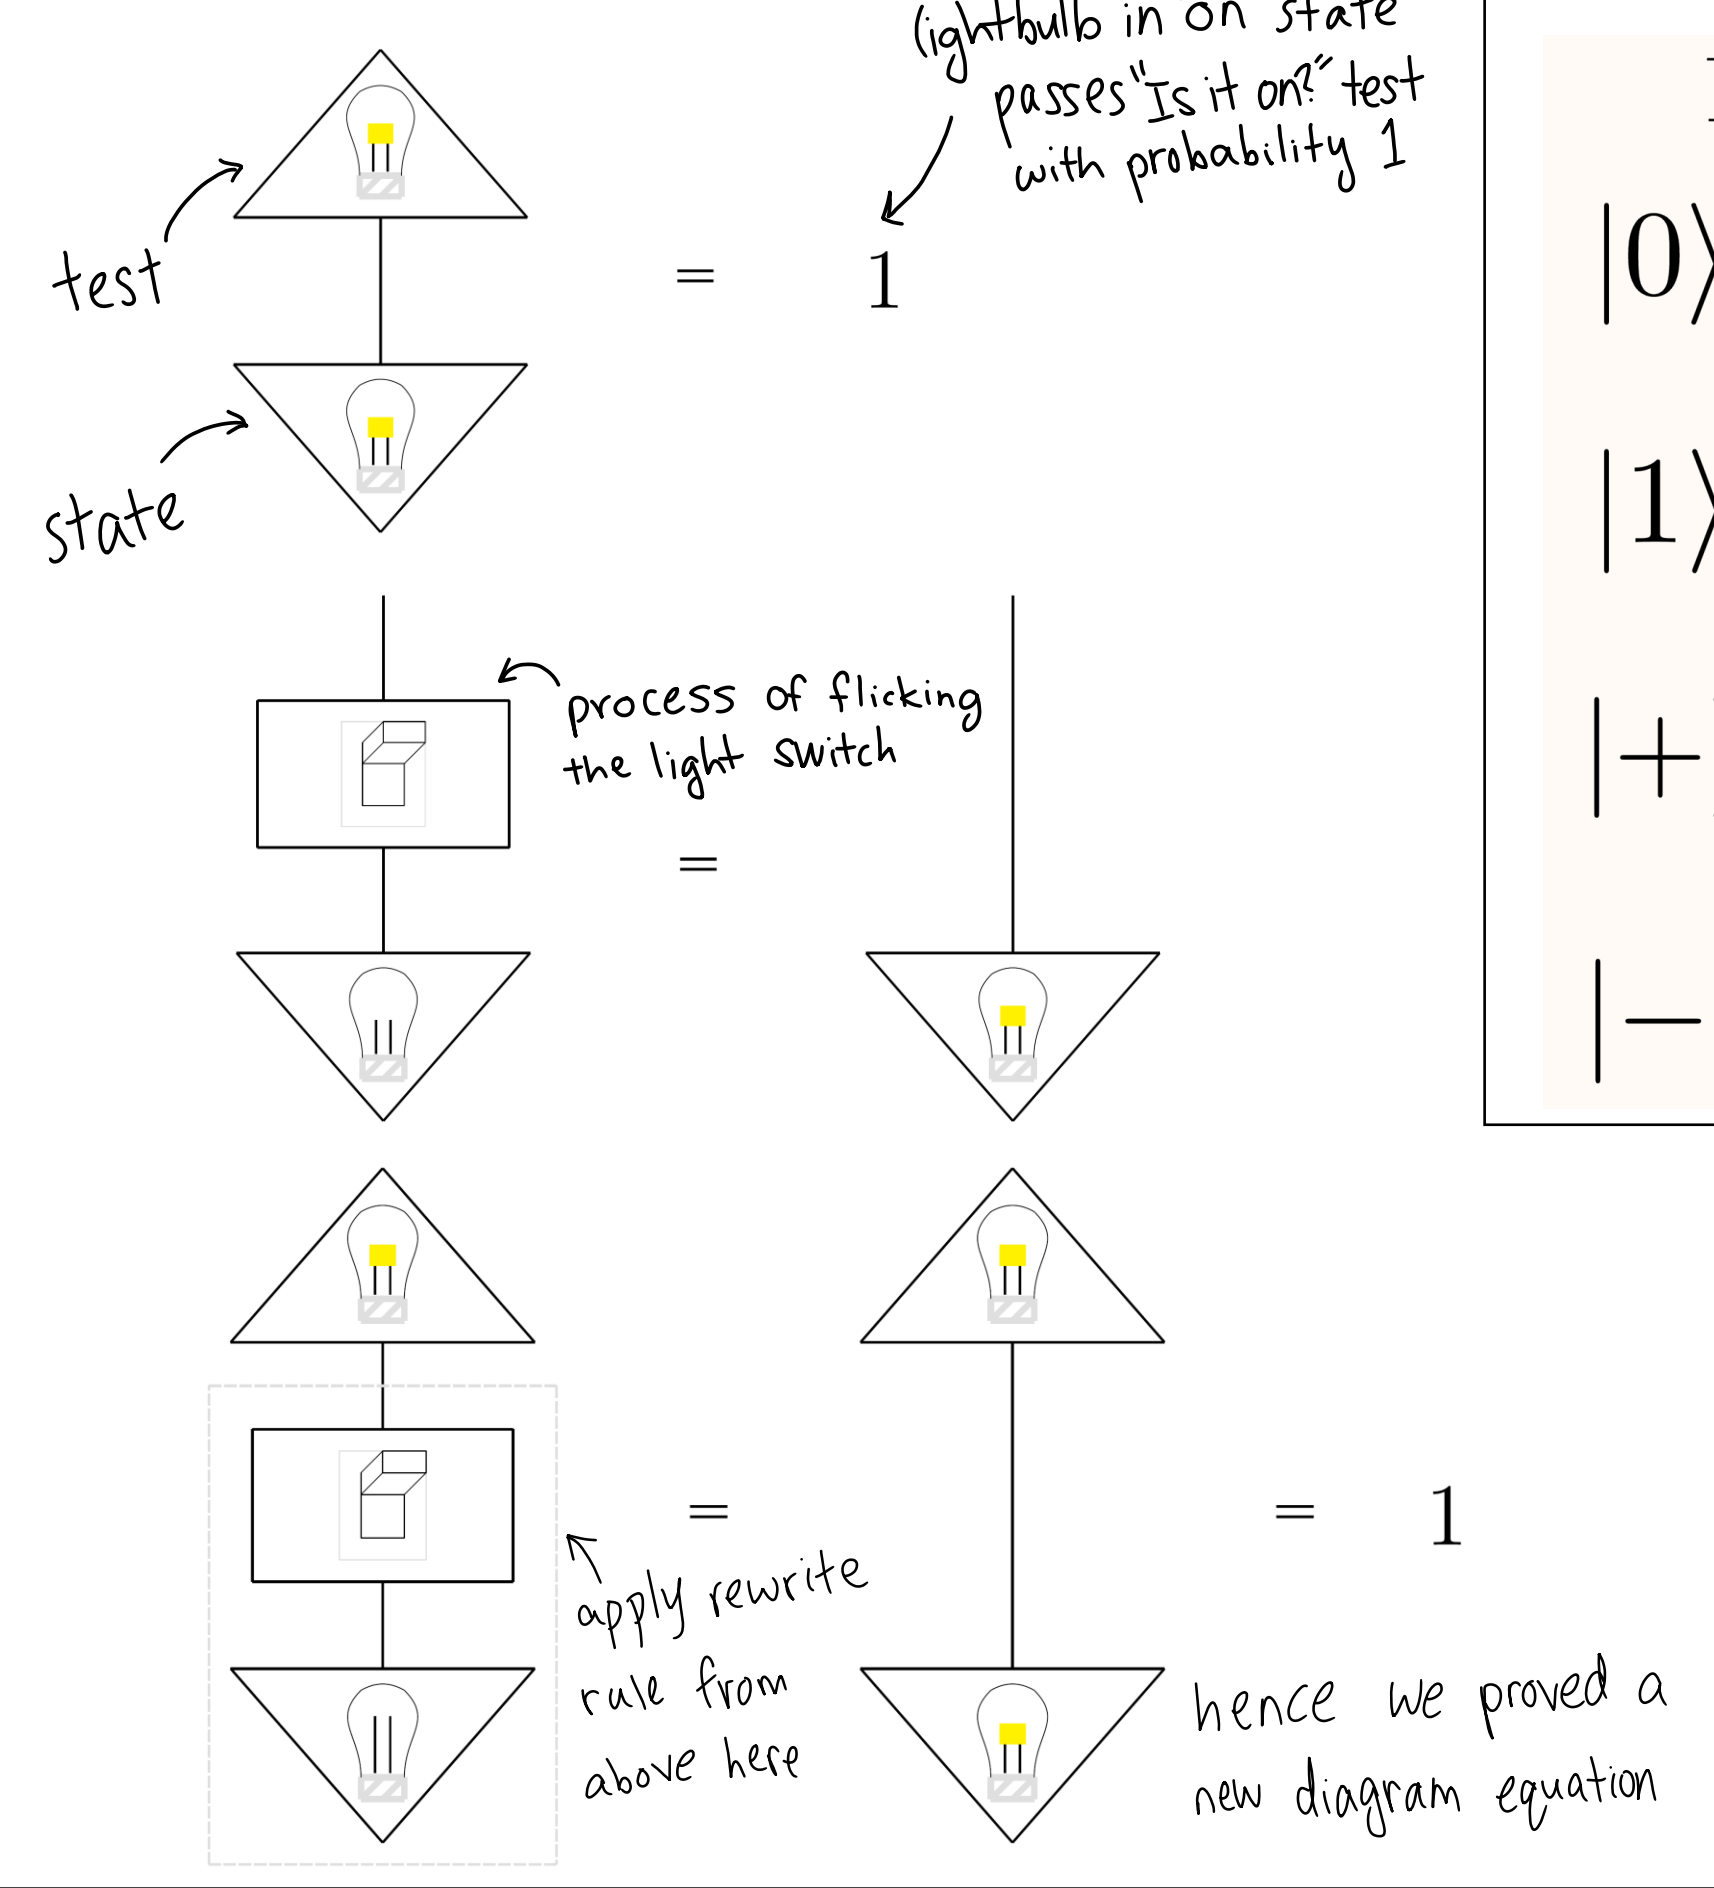 lightbulb in on state
passes "Is it on?" test
with probability 1
test
= 1
state
process of flicking
the light switch
=
= = 1
apply rewrite
rule from
above here
hence we proved a
new diagram equation
|0⟩
|1⟩
|+
|−